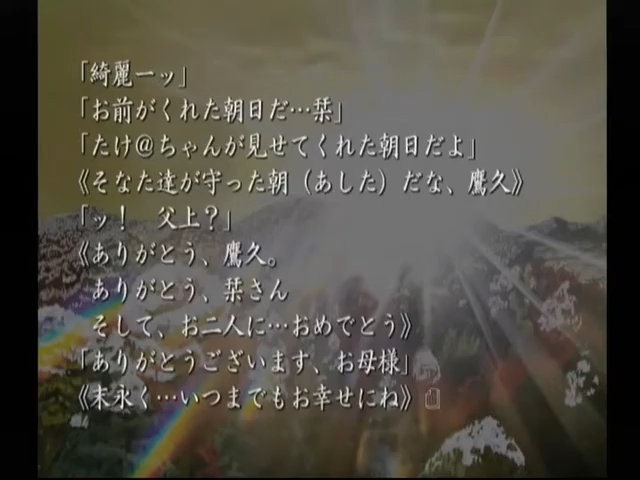 「綺麗ーッ」
「お前がくれた朝日だ…栞」
「たけ＠ちゃんが見せてくれた朝日だよ」
《そなた達が守った朝（あした）だな、鷹久》
「ッ！　父上？」
《ありがとう、鷹久。
ありがとう、栞さん
そして、お二人に…おめでとう》
「ありがとうございます、お母様」
《末永く…いつまでもお幸せにね》